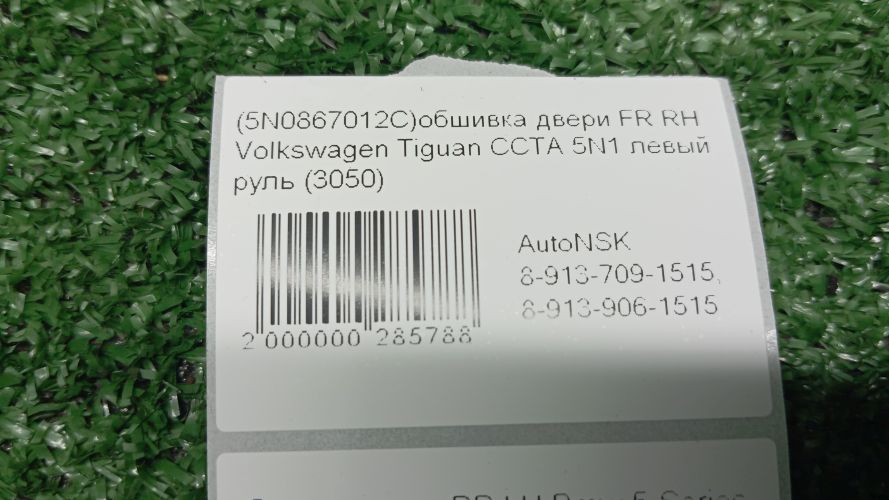 (5N0867012C)обшивка двери FR RH
Volkswagen Tiguan CCTA 5N1 левый
руль (3050)
AutoNSK
8-913-709-1515,
8-913-906-1515
2 000000 285788